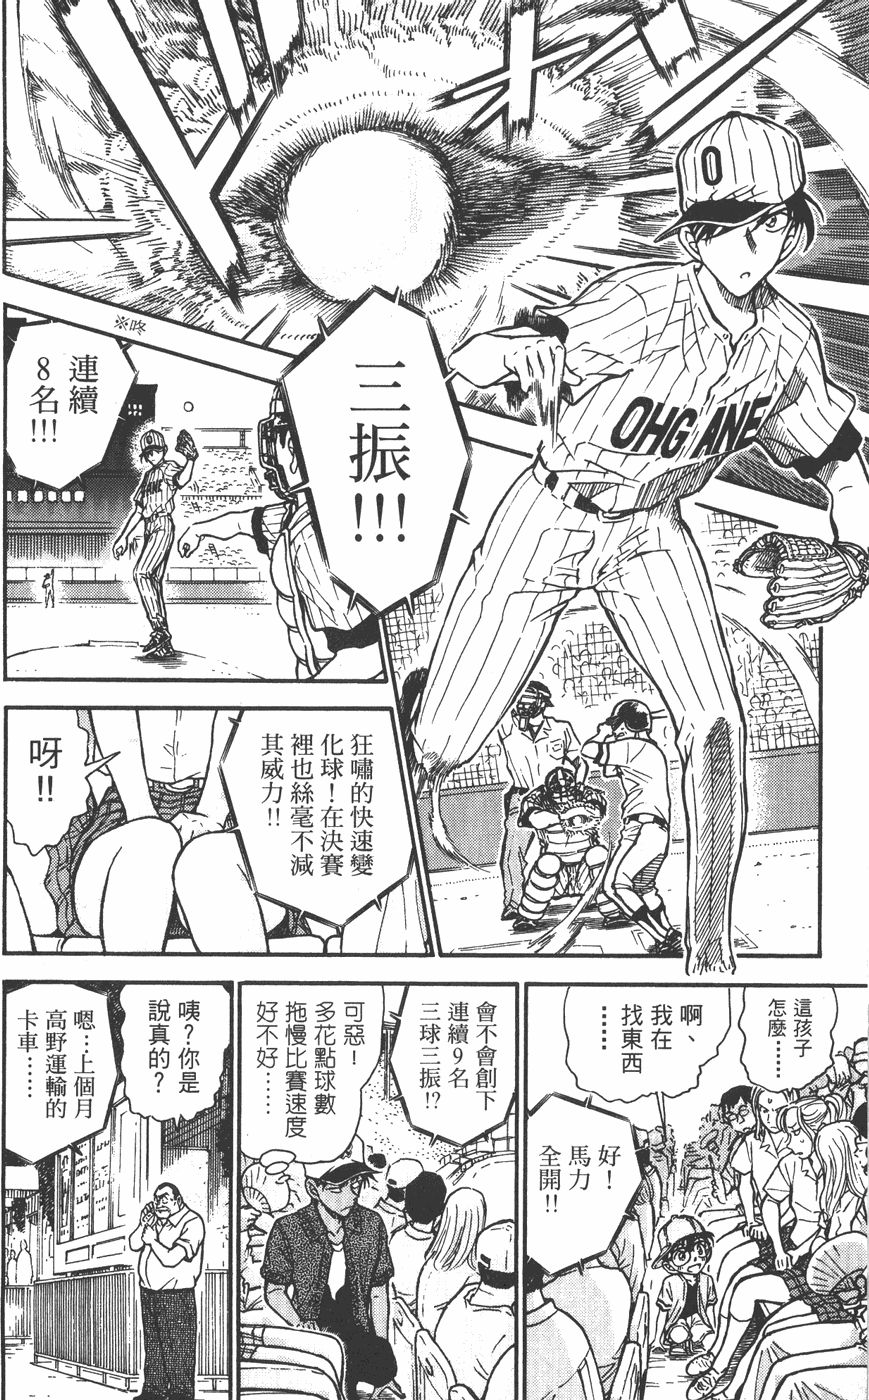 O
OHGANE
三振!!!
※咚
連續
8名!!!
狂嘯的快速變
化球!在決賽
裡也絲毫不減
其威力!!
呀!!
這孩子
怎麼……
啊、
我在
找東西
……
好!
馬力
全開!!
會不會創下
連續9名
三球三振!?
可惡!
多花點球數
拖慢比賽速度
好不好……
咦?你是
說真的?
嗯…上個月
高野運輸的
卡車……